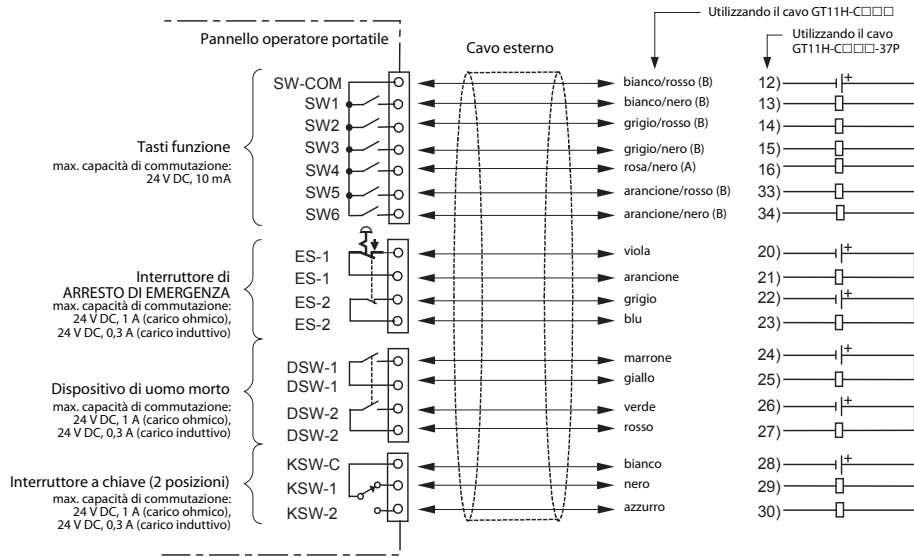 Utilizzando il cavo GT11H-C□□□
Utilizzando il cavo
GT11H-C□□□-37P
Pannello operatore portatile
Cavo esterno
Tasti funzione
max. capacità di commutazione:
24 V DC, 10 mA
SW-COM bianco/rosso (B) 12) +
SW1 bianco/nero (B) 13)
SW2 grigio/rosso (B) 14)
SW3 grigio/nero (B) 15)
SW4 rosa/nero (A) 16)
SW5 arancione/rosso (B) 33)
SW6 arancione/nero (B) 34)
Interruttore di
ARRESTO DI EMERGENZA
max. capacità di commutazione:
24 V DC, 1 A (carico ohmico),
24 V DC, 0,3 A (carico induttivo)
ES-1 viola 20) +
ES-1 arancione 21)
ES-2 grigio 22) +
ES-2 blu 23)
Dispositivo di uomo morto
max. capacità di commutazione:
24 V DC, 1 A (carico ohmico),
24 V DC, 0,3 A (carico induttivo)
DSW-1 marrone 24) +
DSW-1 giallo 25)
DSW-2 verde 26) +
DSW-2 rosso 27)
Interruttore a chiave (2 posizioni)
max. capacità di commutazione:
24 V DC, 1 A (carico ohmico),
24 V DC, 0,3 A (carico induttivo)
KSW-C bianco 28) +
KSW-1 nero 29)
KSW-2 azzurro 30)